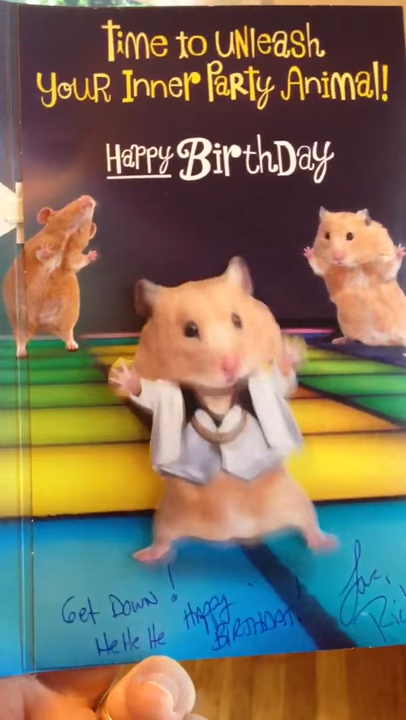 Time to unleash
your inner party animal!
Happy Birthday
Get Down!
He He He
Happy
BIRTHDAY!
Love,